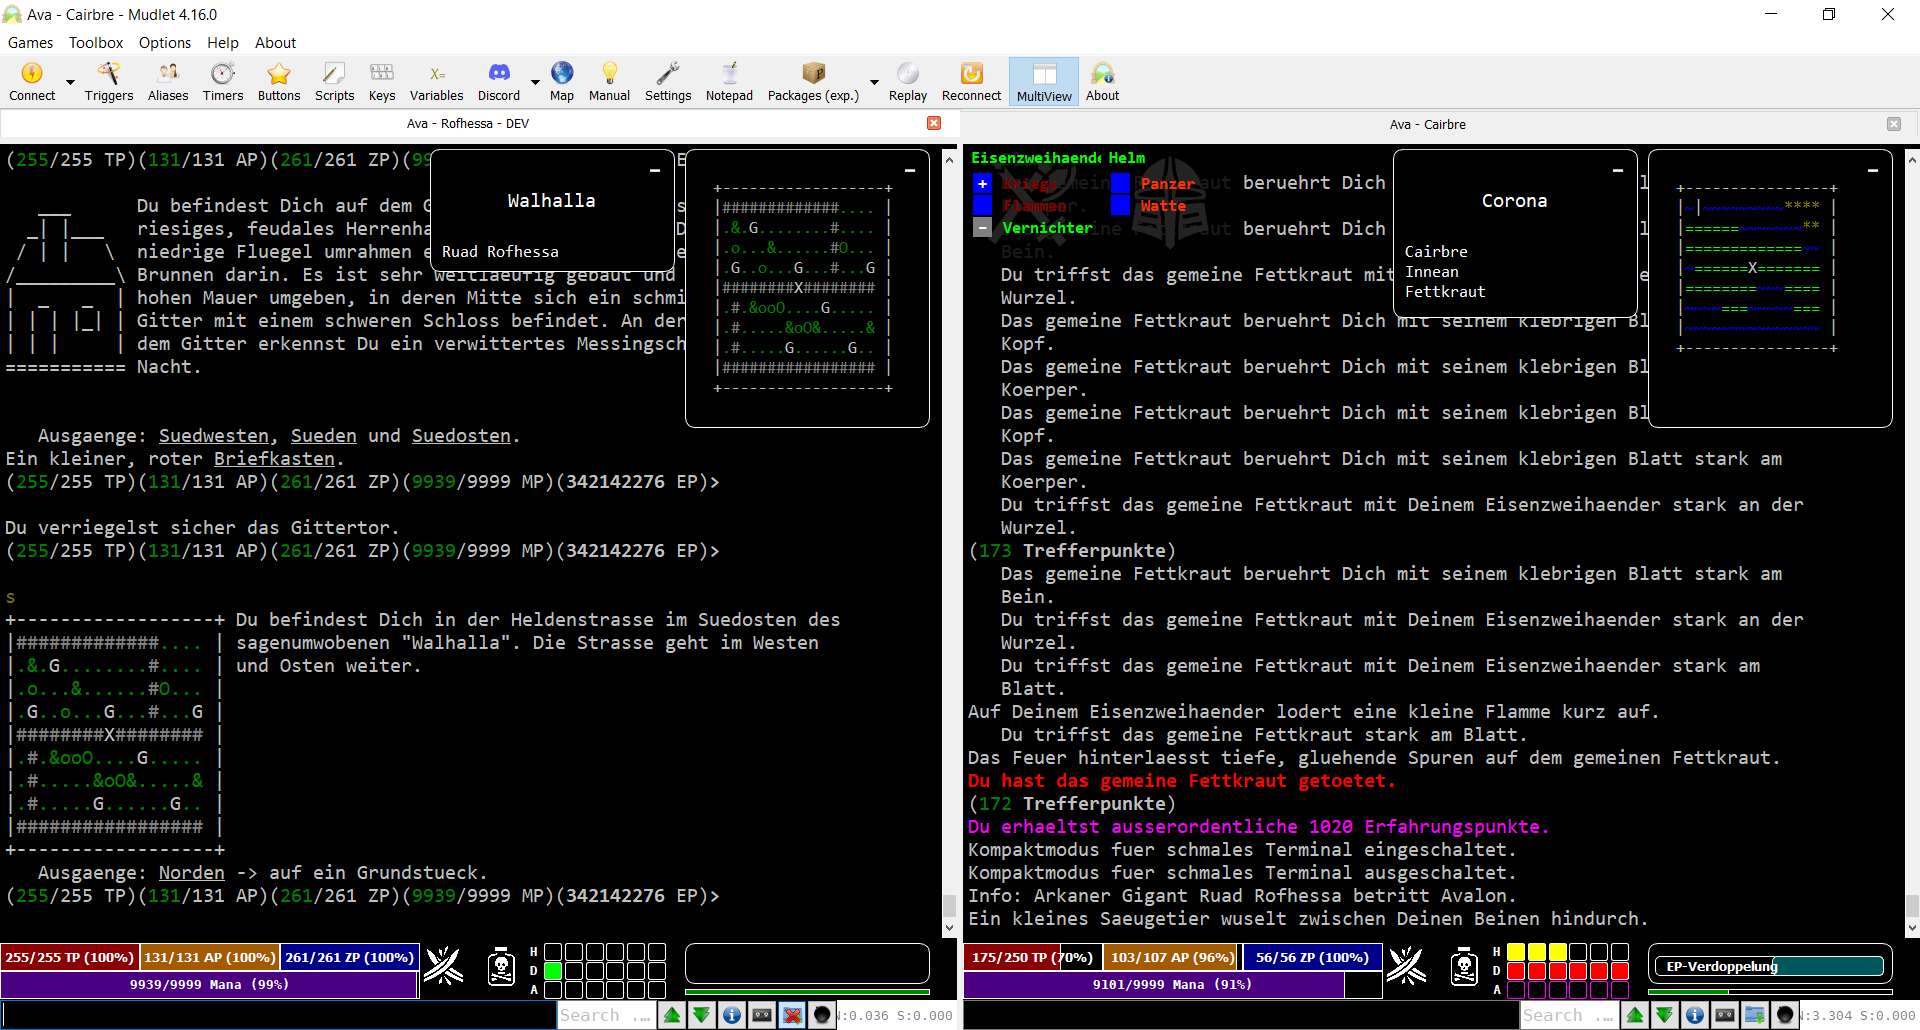 Ava - Cairbre - Mudlet 4.16.0
Games Toolbox Options Help About
Connect Triggers Aliases Timers Buttons Scripts Keys Variables Discord Map Manual Settings Notepad Packages (exp.) Replay Reconnect MultiView About
Ava - Rofhessa - DEV
(255/255 TP)(131/131 AP)(261/261 ZP)(99
Du befindest Dich auf dem G
riesiges, feudales Herrenha
niedrige Fluegel umrahmen e
Brunnen darin. Es ist sehr weitlaeufig gebaut und
hohen Mauer umgeben, in deren Mitte sich ein schmi
Gitter mit einem schweren Schloss befindet. An der
dem Gitter erkennst Du ein verwittertes Messingsch
Nacht.
Walhalla
Ruad Rofhessa
+------------------+
|#############.... |
|.&.G........#.... |
|.o...&......#O... |
|.G..o...G...#...G |
|########X######## |
|.#.&ooO....G..... |
|.#......&oO&.....& |
|.#.....G......G.. |
|################# |
+------------------+
Ausgaenge: Suedwesten, Sueden und Suedosten.
Ein kleiner, roter Briefkasten.
(255/255 TP)(131/131 AP)(261/261 ZP)(9939/9999 MP)(342142276 EP)>
Du verriegelst sicher das Gittertor.
(255/255 TP)(131/131 AP)(261/261 ZP)(9939/9999 MP)(342142276 EP)>
s
+------------------+ Du befindest Dich in der Heldenstrasse im Suedosten des
|#############.... | sagenumwobenen "Walhalla". Die Strasse geht im Westen
|.&.G........#.... | und Osten weiter.
|.o...&......#O... |
|.G..o...G...#...G |
|########X######## |
|.#.&ooO....G..... |
|.#.....&oO&.....& |
|.#.....G......G.. |
|################# |
+------------------+
Ausgaenge: Norden -> auf ein Grundstueck.
(255/255 TP)(131/131 AP)(261/261 ZP)(9939/9999 MP)(342142276 EP)>
255/255 TP (100%) 131/131 AP (100%) 261/261 ZP (100%)
9939/9999 Mana (99%)
H
D
A
Search ...
N:0.036 S:0.000
Ava - Cairbre
Eisenzweihaende Helm
+ Kriegs Panzer
Flammen Watte
- Vernichter
Corona
Cairbre
Innean
Fettkraut
+----------------+
|~|~~~~~~~~~**** |
|======~~~~~~~** |
|=============~~ |
|~======X======= |
|========~~~==== |
|~~~~===~~~~~=== |
|~~~~~~~~~~~~~~~ |
+----------------+
beruehrt Dich
beruehrt Dich
Bein.
Du triffst das gemeine Fettkraut mit
Wurzel.
Das gemeine Fettkraut beruehrt Dich mit seinem klebrigen Bl
Kopf.
Das gemeine Fettkraut beruehrt Dich mit seinem klebrigen Bl
Koerper.
Das gemeine Fettkraut beruehrt Dich mit seinem klebrigen Bl
Kopf.
Das gemeine Fettkraut beruehrt Dich mit seinem klebrigen Blatt stark am
Koerper.
Du triffst das gemeine Fettkraut mit Deinem Eisenzweihaender stark an der
Wurzel.
(173 Trefferpunkte)
Das gemeine Fettkraut beruehrt Dich mit seinem klebrigen Blatt stark am
Bein.
Du triffst das gemeine Fettkraut mit Deinem Eisenzweihaender stark an der
Wurzel.
Du triffst das gemeine Fettkraut mit Deinem Eisenzweihaender stark am
Blatt.
Auf Deinem Eisenzweihaender lodert eine kleine Flamme kurz auf.
Du triffst das gemeine Fettkraut stark am Blatt.
Das Feuer hinterlaesst tiefe, gluehende Spuren auf dem gemeinen Fettkraut.
Du hast das gemeine Fettkraut getoetet.
(172 Trefferpunkte)
Du erhaeltst ausserordentliche 1020 Erfahrungspunkte.
Kompaktmodus fuer schmales Terminal eingeschaltet.
Kompaktmodus fuer schmales Terminal ausgeschaltet.
Info: Arkaner Gigant Ruad Rofhessa betritt Avalon.
Ein kleines Saeugetier wuselt zwischen Deinen Beinen hindurch.
175/250 TP (70%) 103/107 AP (96%) 56/56 ZP (100%)
9101/9999 Mana (91%)
H
D
A
EP-Verdoppelung
Search ...
N:3.304 S:0.000